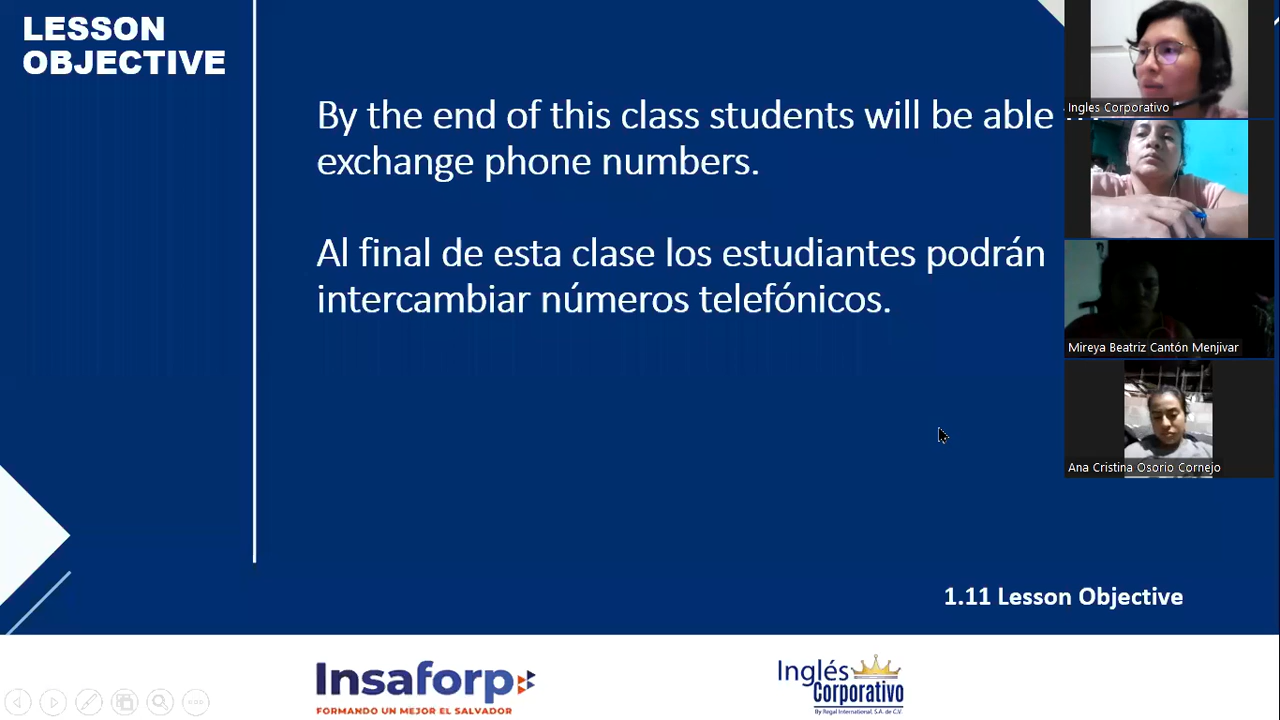 LESSON
OBJECTIVE
By the end of this class students will be able
exchange phone numbers.
Al final de esta clase los estudiantes podrán
intercambiar números telefónicos.
1.11 Lesson Objective
Insaforp
FORMANDO UN MEJOR EL SALVADOR
Inglés
Corporativo
By Regal International, S.A. de C.V.
Ingles Corporativo
Mireya Beatriz Cantón Menjivar
Ana Cristina Osorio Cornejo